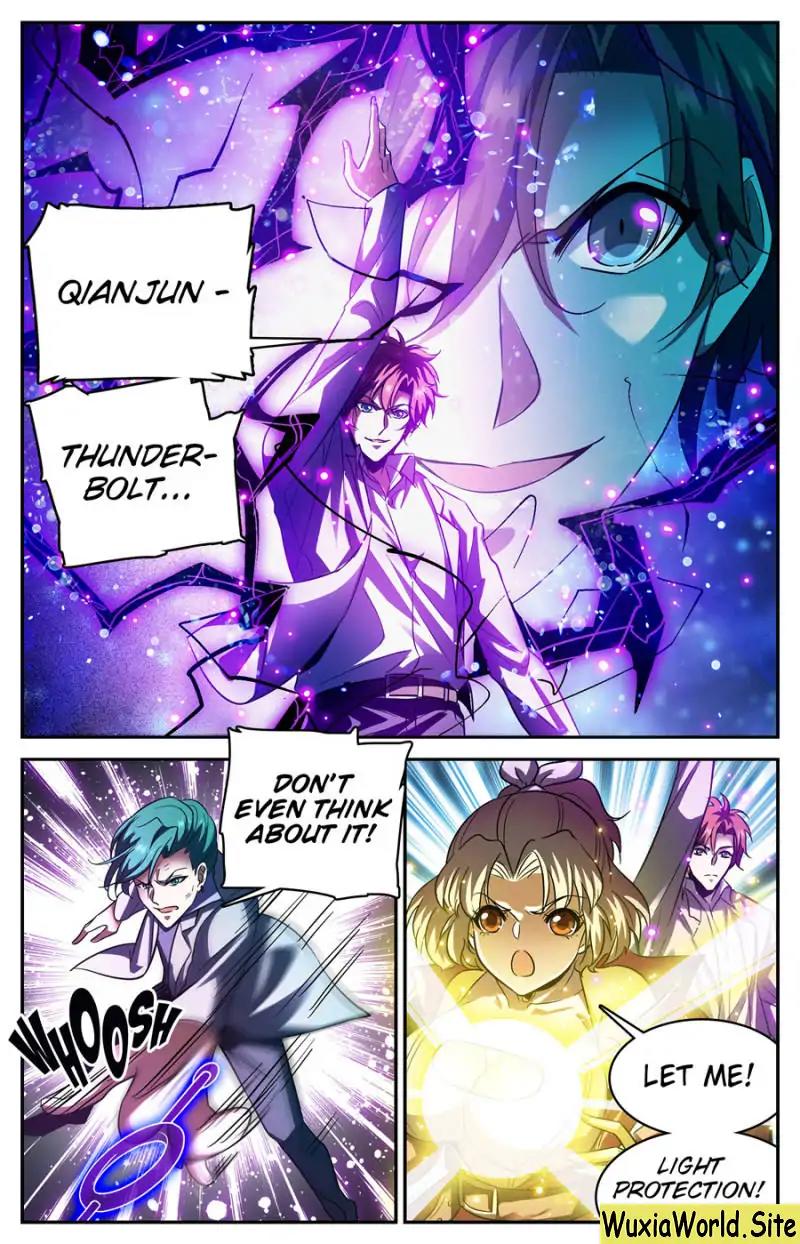 QIANJUN -
THUNDER-
BOLT...
DON'T
EVEN THINK
ABOUT IT!
WHOOSH
LET ME!
LIGHT
PROTECTION!
WuxiaWorld.Site